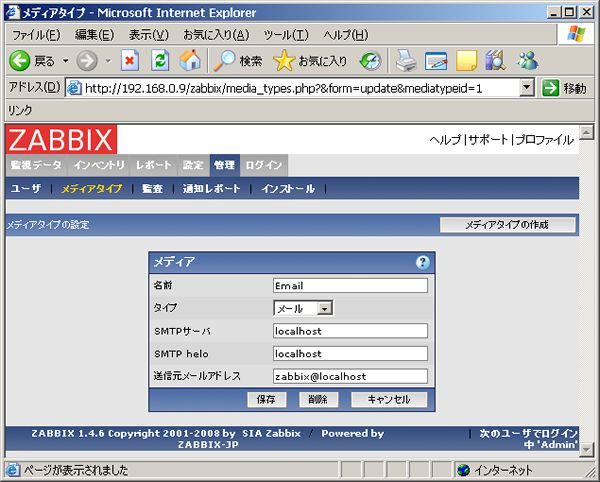 メディアタイプ - Microsoft Internet Explorer
ファイル(F) 編集(E) 表示(V) お気に入り(A) ツール(T) ヘルプ(H)
戻る 検索 お気に入り
アドレス(D) http://192.168.0.9/zabbix/media_types.php?&form=update&mediatypeid=1 移動
リンク
ZABBIX ヘルプ|サポート|プロファイル
監視データ インベントリ レポート 設定 管理 ログイン
ユーザ | メディアタイプ | 監査 | 通知レポート | インストール |
メディアタイプの設定 メディアタイプの作成
メディア ?
名前 Email
タイプ メール
SMTPサーバ localhost
SMTP helo localhost
送信元メールアドレス zabbix@localhost
保存 削除 キャンセル
ZABBIX 1.4.6 Copyright 2001-2008 by SIA Zabbix / Powered by ZABBIX-JP | 次のユーザでログイン中 'Admin'
ページが表示されました インターネット